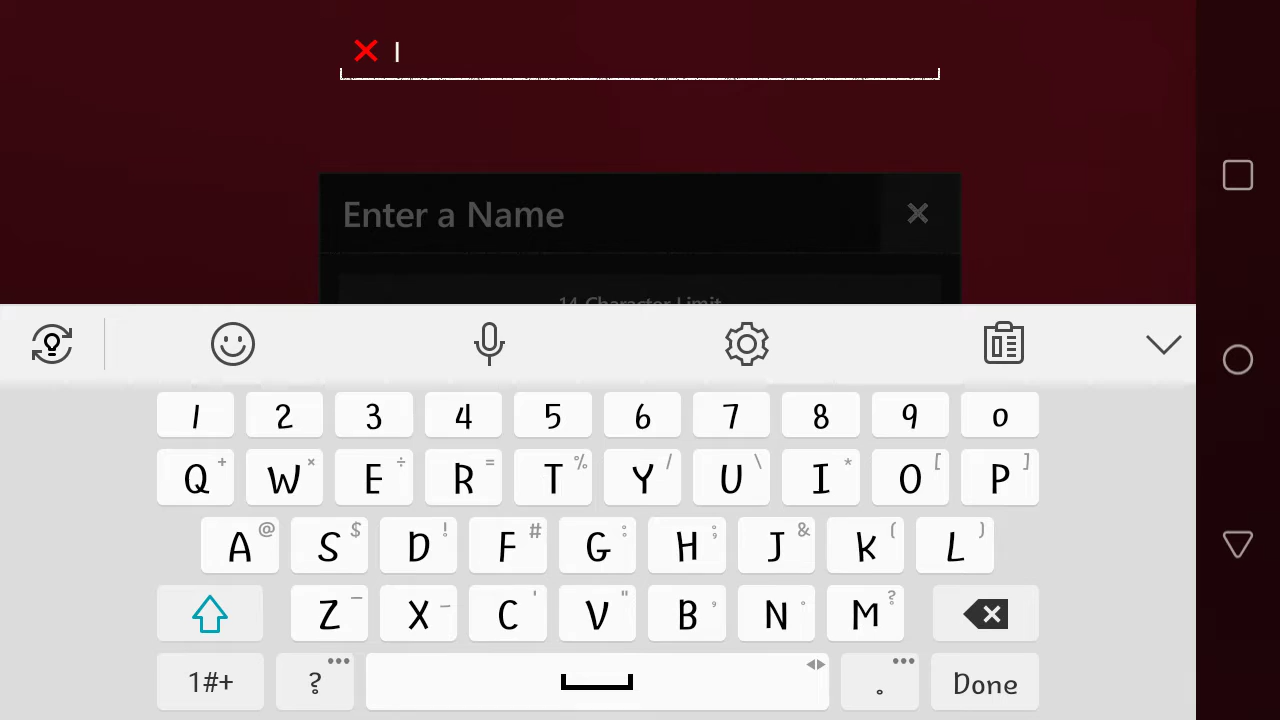 Enter a Name
14 Character Limit
1 2 3 4 5 6 7 8 9 0
Q + W × E ÷ R = T % Y / U \ I * O [ P ]
A @ S $ D ! F # G : H ; J & K ( L )
Z – X - C ' V " B , N ° M ?
1#+ ? ••• . ••• Done